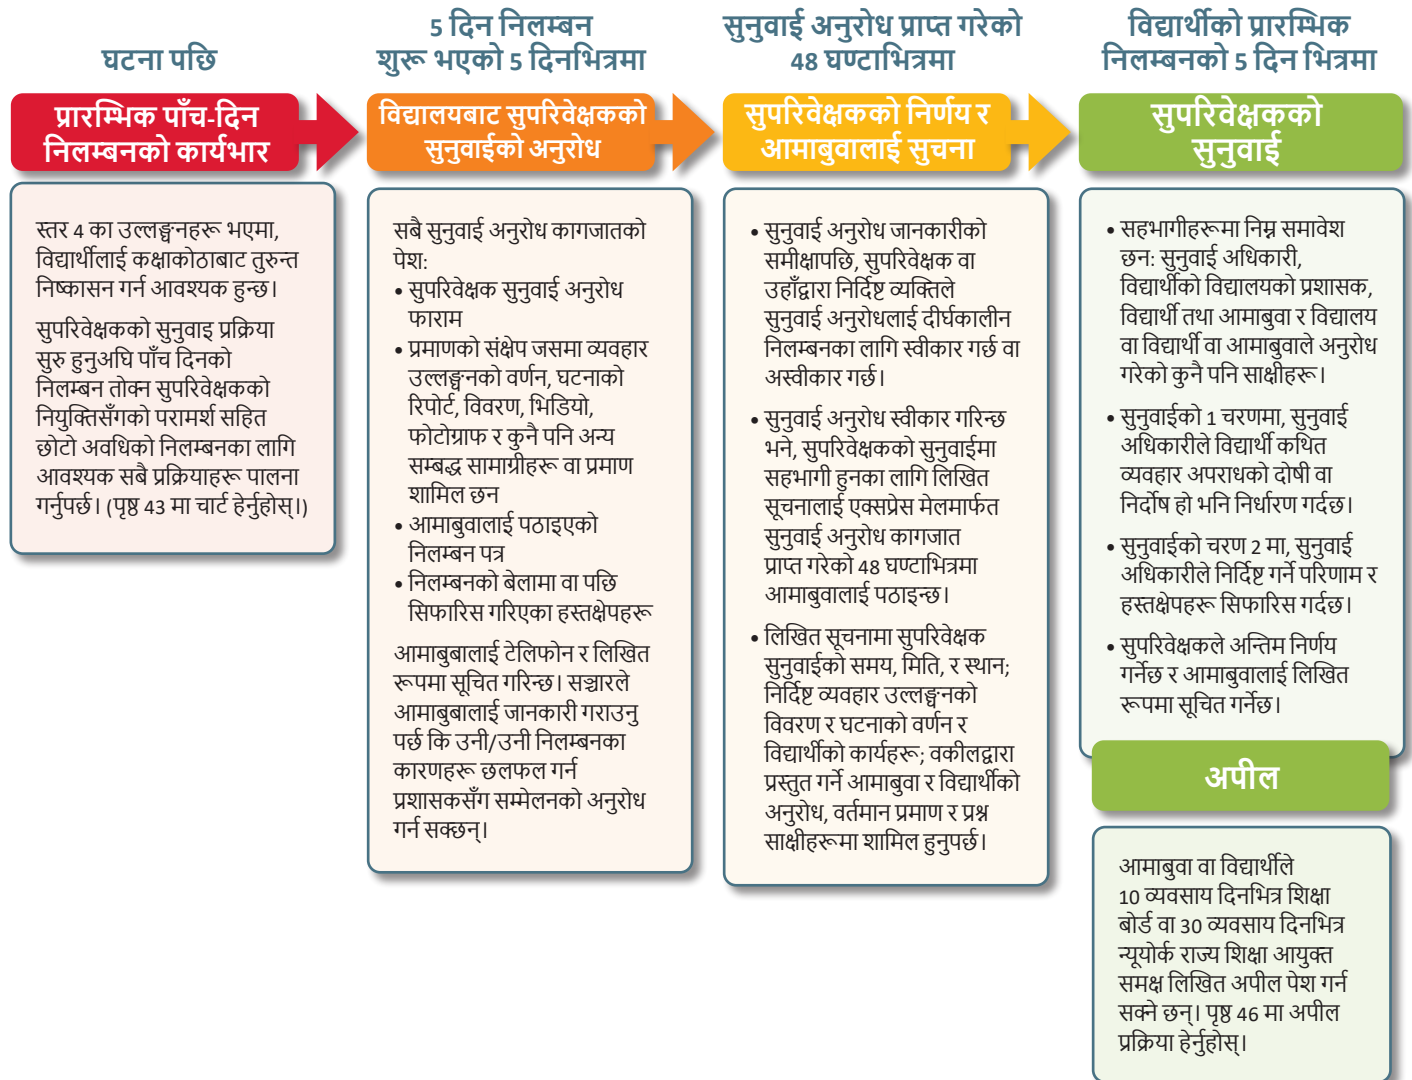 घटना पछि
प्रारम्भिक पाँच-दिन
निलम्बनको कार्यभार
स्तर 4 का उल्लङ्घनहरू भएमा,
विद्यार्थीलाई कक्षाकोठाबाट तुरुन्त
निष्कासन गर्न आवश्यक हुन्छ।
सुपरिवेक्षकको सुनुवाइ प्रक्रिया
सुरु हुनुअघि पाँच दिनको
निलम्बन तोक्न सुपरिवेक्षकको
नियुक्तिसँगको परामर्श सहित
छोटो अवधिको निलम्बनका लागि
आवश्यक सबै प्रक्रियाहरू पालना
गर्नुपर्छ। (पृष्ठ 43 मा चार्ट हेर्नुहोस्।)
5 दिन निलम्बन
शुरू भएको 5 दिनभित्रमा
विद्यालयबाट सुपरिवेक्षकको
सुनुवाईको अनुरोध
सबै सुनुवाई अनुरोध कागजातको
पेश:
• सुपरिवेक्षक सुनुवाई अनुरोध
फाराम
• प्रमाणको संक्षेप जसमा व्यवहार
उल्लङ्घनको वर्णन, घटनाको
रिपोर्ट, विवरण, भिडियो,
फोटोग्राफ र कुनै पनि अन्य
सम्बद्ध सामाग्रीहरू वा प्रमाण
शामिल छन
• आमाबुवालाई पठाइएको
निलम्बन पत्र
• निलम्बनको बेलामा वा पछि
सिफारिस गरिएका हस्तक्षेपहरू
आमाबुबालाई टेलिफोन र लिखित
रूपमा सूचित गरिन्छ। सञ्चारले
आमाबुबालाई जानकारी गराउनु
पर्छ कि उनी/उनी निलम्बनका
कारणहरू छलफल गर्न
प्रशासकसँग सम्मेलनको अनुरोध
गर्न सक्छन्।
सुनुवाई अनुरोध प्राप्त गरेको
48 घण्टाभित्रमा
सुपरिवेक्षकको निर्णय र
आमाबुवालाई सुचना
• सुनुवाई अनुरोध जानकारीको
समीक्षापछि, सुपरिवेक्षक वा
उहाँद्वारा निर्दिष्ट व्यक्तिले
सुनुवाई अनुरोधलाई दीर्घकालीन
निलम्बनका लागि स्वीकार गर्छ वा
अस्वीकार गर्छ।
• सुनुवाई अनुरोध स्वीकार गरिन्छ
भने, सुपरिवेक्षकको सुनुवाईमा
सहभागी हुनका लागि लिखित
सूचनालाई एक्सप्रेस मेलमार्फत
सुनुवाई अनुरोध कागजात
प्राप्त गरेको 48 घण्टाभित्रमा
आमाबुवालाई पठाइन्छ।
• लिखित सूचनामा सुपरिवेक्षक
सुनुवाईको समय, मिति, र स्थान;
निर्दिष्ट व्यवहार उल्लङ्घनको
विवरण र घटनाको वर्णन र
विद्यार्थीको कार्यहरू; वकीलद्वारा
प्रस्तुत गर्ने आमाबुवा र विद्यार्थीको
अनुरोध, वर्तमान प्रमाण र प्रश्न
साक्षीहरूमा शामिल हुनुपर्छ।
विद्यार्थीको प्रारम्भिक
निलम्बनको 5 दिन भित्रमा
सुपरिवेक्षकको
सुनुवाई
• सहभागीहरूमा निम्न समावेश
छन: सुनुवाई अधिकारी,
विद्यार्थीको विद्यालयको प्रशासक,
विद्यार्थी तथा आमाबुवा र विद्यालय
वा विद्यार्थी वा आमाबुवाले अनुरोध
गरेको कुनै पनि साक्षीहरू।
• सुनुवाईको 1 चरणमा, सुनुवाई
अधिकारीले विद्यार्थी कथित
व्यवहार अपराधको दोषी वा
निर्दोष हो भनि निर्धारण गर्दछ।
• सुनुवाईको चरण 2 मा, सुनुवाई
अधिकारीले निर्दिष्ट गर्ने परिणाम र
हस्तक्षेपहरू सिफारिस गर्दछ।
• सुपरिवेक्षकले अन्तिम निर्णय
गर्नेछ र आमाबुवालाई लिखित
रूपमा सूचित गर्नेछ।
अपील
आमाबुवा वा विद्यार्थीले
10 व्यवसाय दिनभित्र शिक्षा
बोर्ड वा 30 व्यवसाय दिनभित्र
न्यूयोर्क राज्य शिक्षा आयुक्त
समक्ष लिखित अपील पेश गर्न
सक्ने छन्। पृष्ठ 46 मा अपील
प्रक्रिया हेर्नुहोस्।